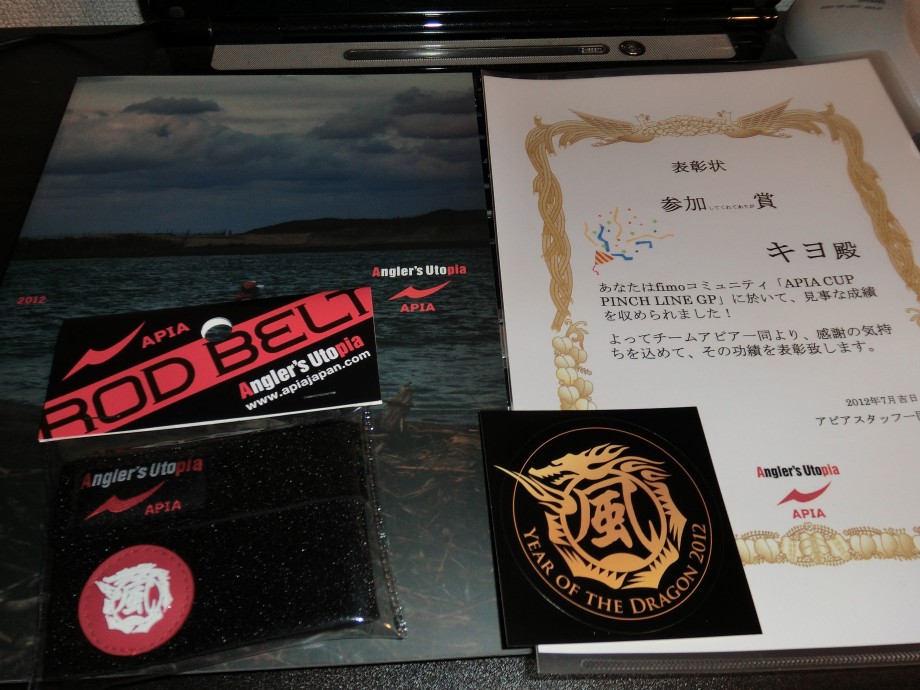 2012
Angler's Utopia
APIA
APIA
ROD BELT
Angler's Utopia
www.apiajapan.com
Angler's Utopia
APIA
嵐
表彰状
参加してくれてありが賞
キヨ 殿
あなたはfimoコミュニティ「APIA CUP
PINCH LINE GP」に於いて、見事な成績
を収められました！
よってチームアピア一同より、感謝の気持
ちを込めて、その功績を表彰致します。
2012年7月吉日
アピアスタッフ一
Angler's Utopia
APIA
嵐
YEAR OF THE DRAGON 2012